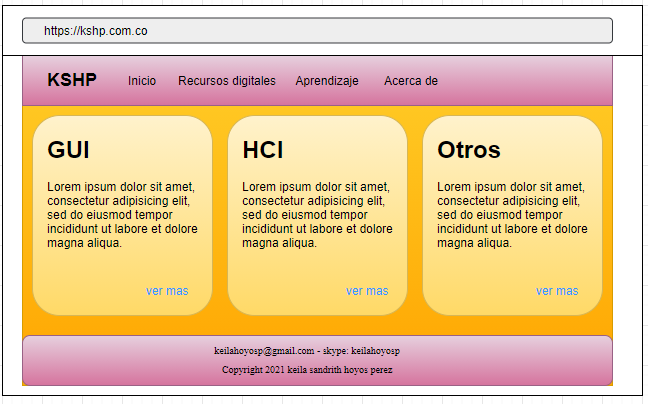 https://kshp.com.co
KSHP Inicio Recursos digitales Aprendizaje Acerca de
GUI
Lorem ipsum dolor sit amet,
consectetur adipisicing elit,
sed do eiusmod tempor
incididunt ut labore et dolore
magna aliqua.
ver mas
HCI
Lorem ipsum dolor sit amet,
consectetur adipisicing elit,
sed do eiusmod tempor
incididunt ut labore et dolore
magna aliqua.
ver mas
Otros
Lorem ipsum dolor sit amet,
consectetur adipisicing elit,
sed do eiusmod tempor
incididunt ut labore et dolore
magna aliqua.
ver mas
keilahoyosp@gmail.com - skype: keilahoyosp
Copyright 2021 keila sandrith hoyos perez